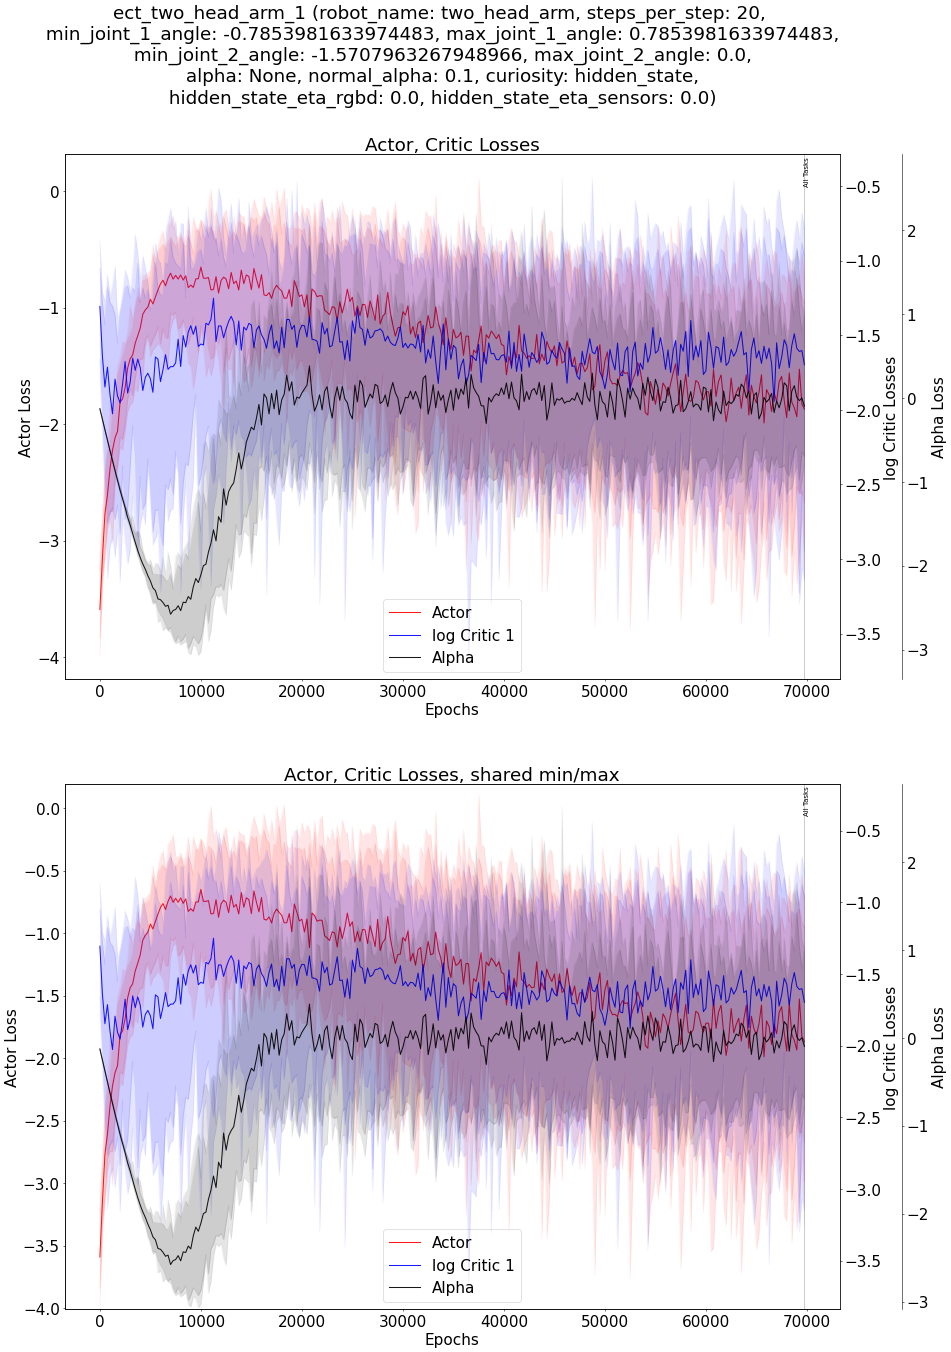 ect_two_head_arm_1 (robot_name: two_head_arm, steps_per_step: 20,
min_joint_1_angle: -0.7853981633974483, max_joint_1_angle: 0.7853981633974483,
min_joint_2_angle: -1.5707963267948966, max_joint_2_angle: 0.0,
alpha: None, normal_alpha: 0.1, curiosity: hidden_state,
hidden_state_eta_rgbd: 0.0, hidden_state_eta_sensors: 0.0)
Actor, Critic Losses
Actor Loss
0
−1
−2
−3
−4
0 10000 20000 30000 40000 50000 60000 70000
Epochs
Actor
log Critic 1
Alpha
All Tasks
−0.5
−1.0
−1.5
−2.0
−2.5
−3.0
−3.5
log Critic Losses
2
1
0
−1
−2
−3
Alpha Loss
Actor, Critic Losses, shared min/max
Actor Loss
0.0
−0.5
−1.0
−1.5
−2.0
−2.5
−3.0
−3.5
−4.0
0 10000 20000 30000 40000 50000 60000 70000
Epochs
Actor
log Critic 1
Alpha
All Tasks
−0.5
−1.0
−1.5
−2.0
−2.5
−3.0
−3.5
log Critic Losses
2
1
0
−1
−2
−3
Alpha Loss